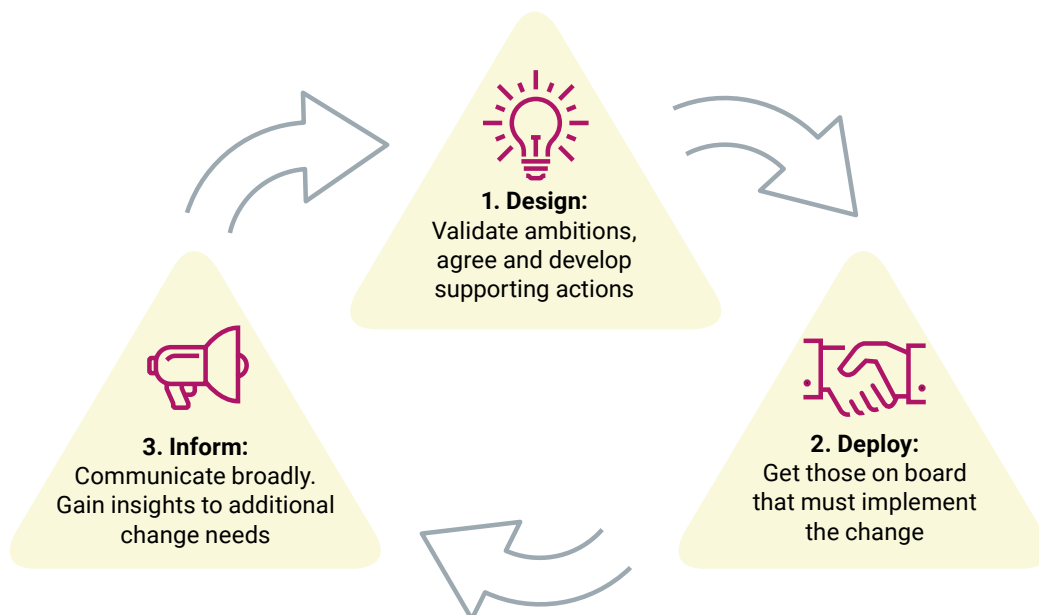 1. Design:
Validate ambitions,
agree and develop
supporting actions
2. Deploy:
Get those on board
that must implement
the change
3. Inform:
Communicate broadly.
Gain insights to additional
change needs